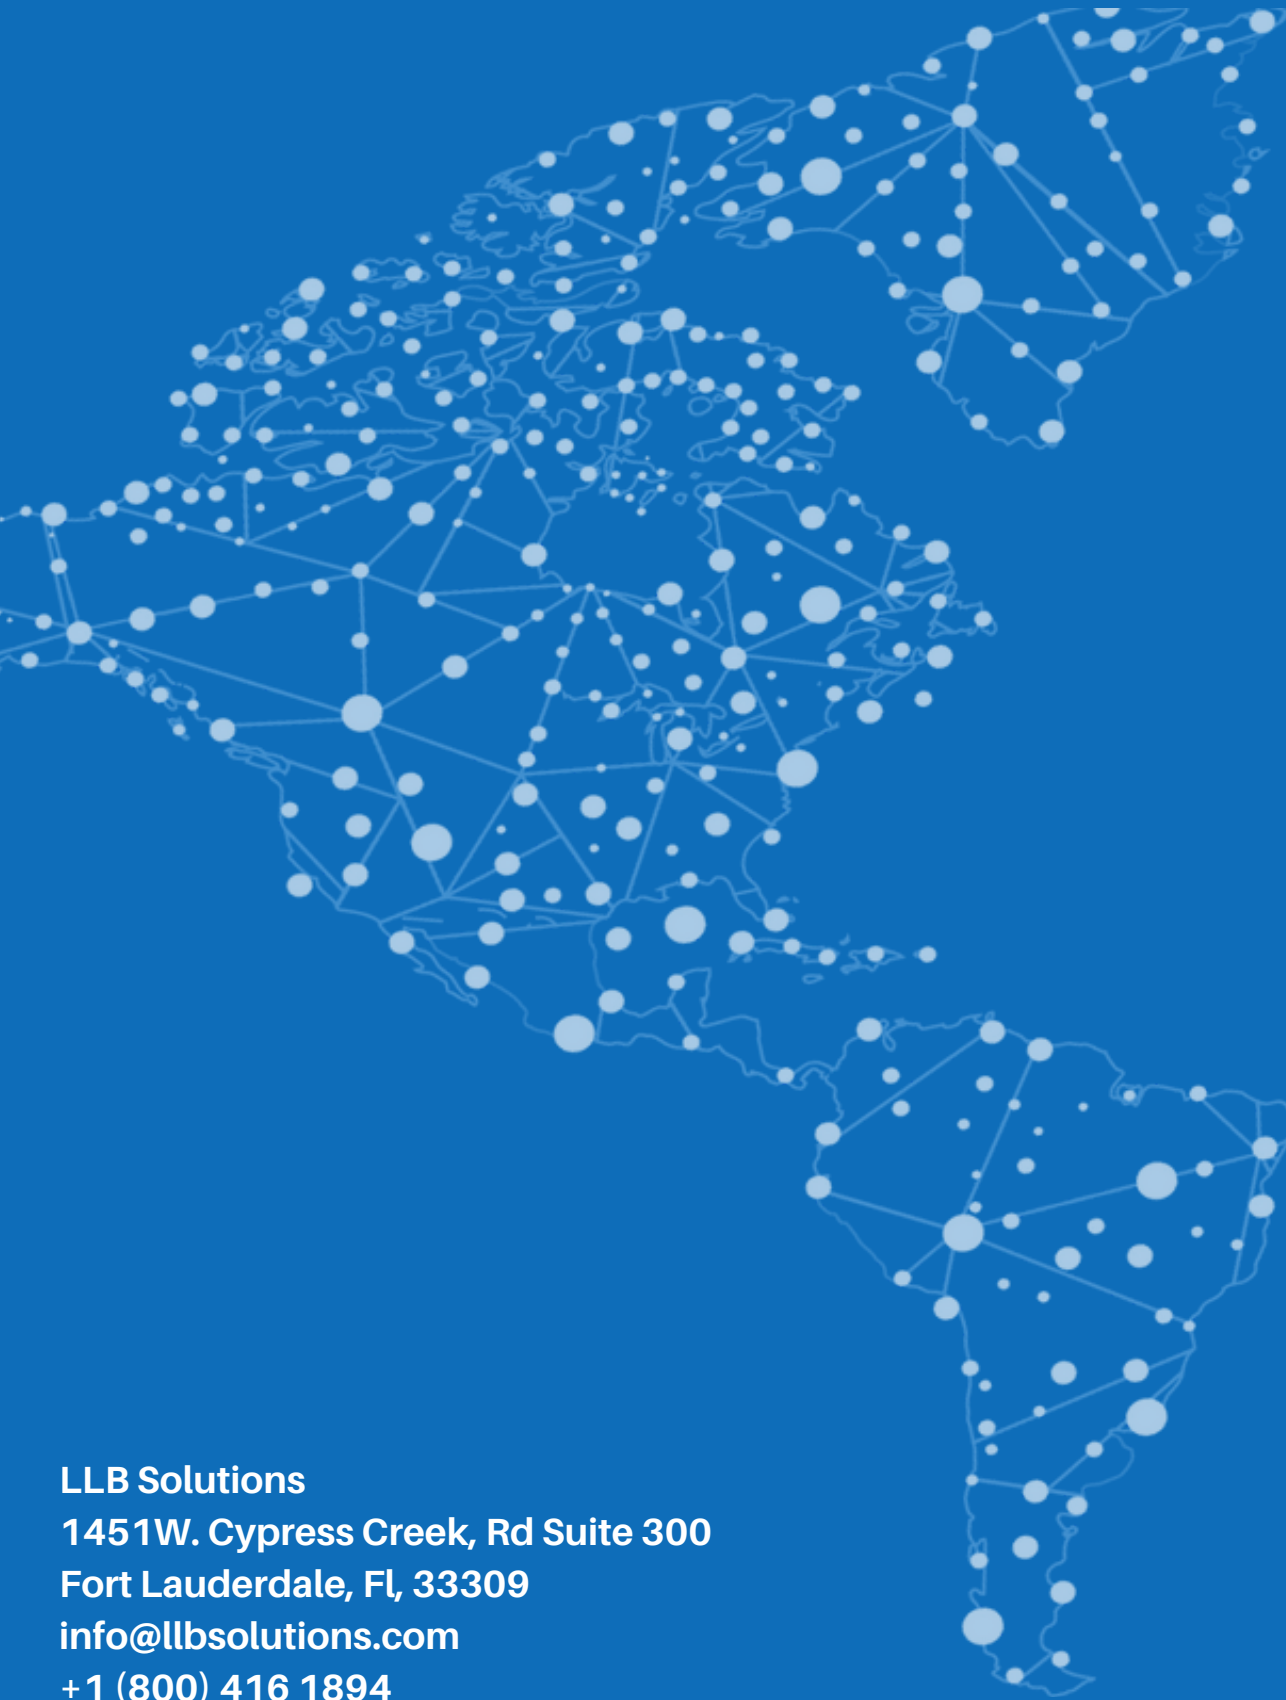 LLB Solutions
1451W. Cypress Creek, Rd Suite 300
Fort Lauderdale, Fl, 33309
info@llbsolutions.com
+1 (800) 416 1894